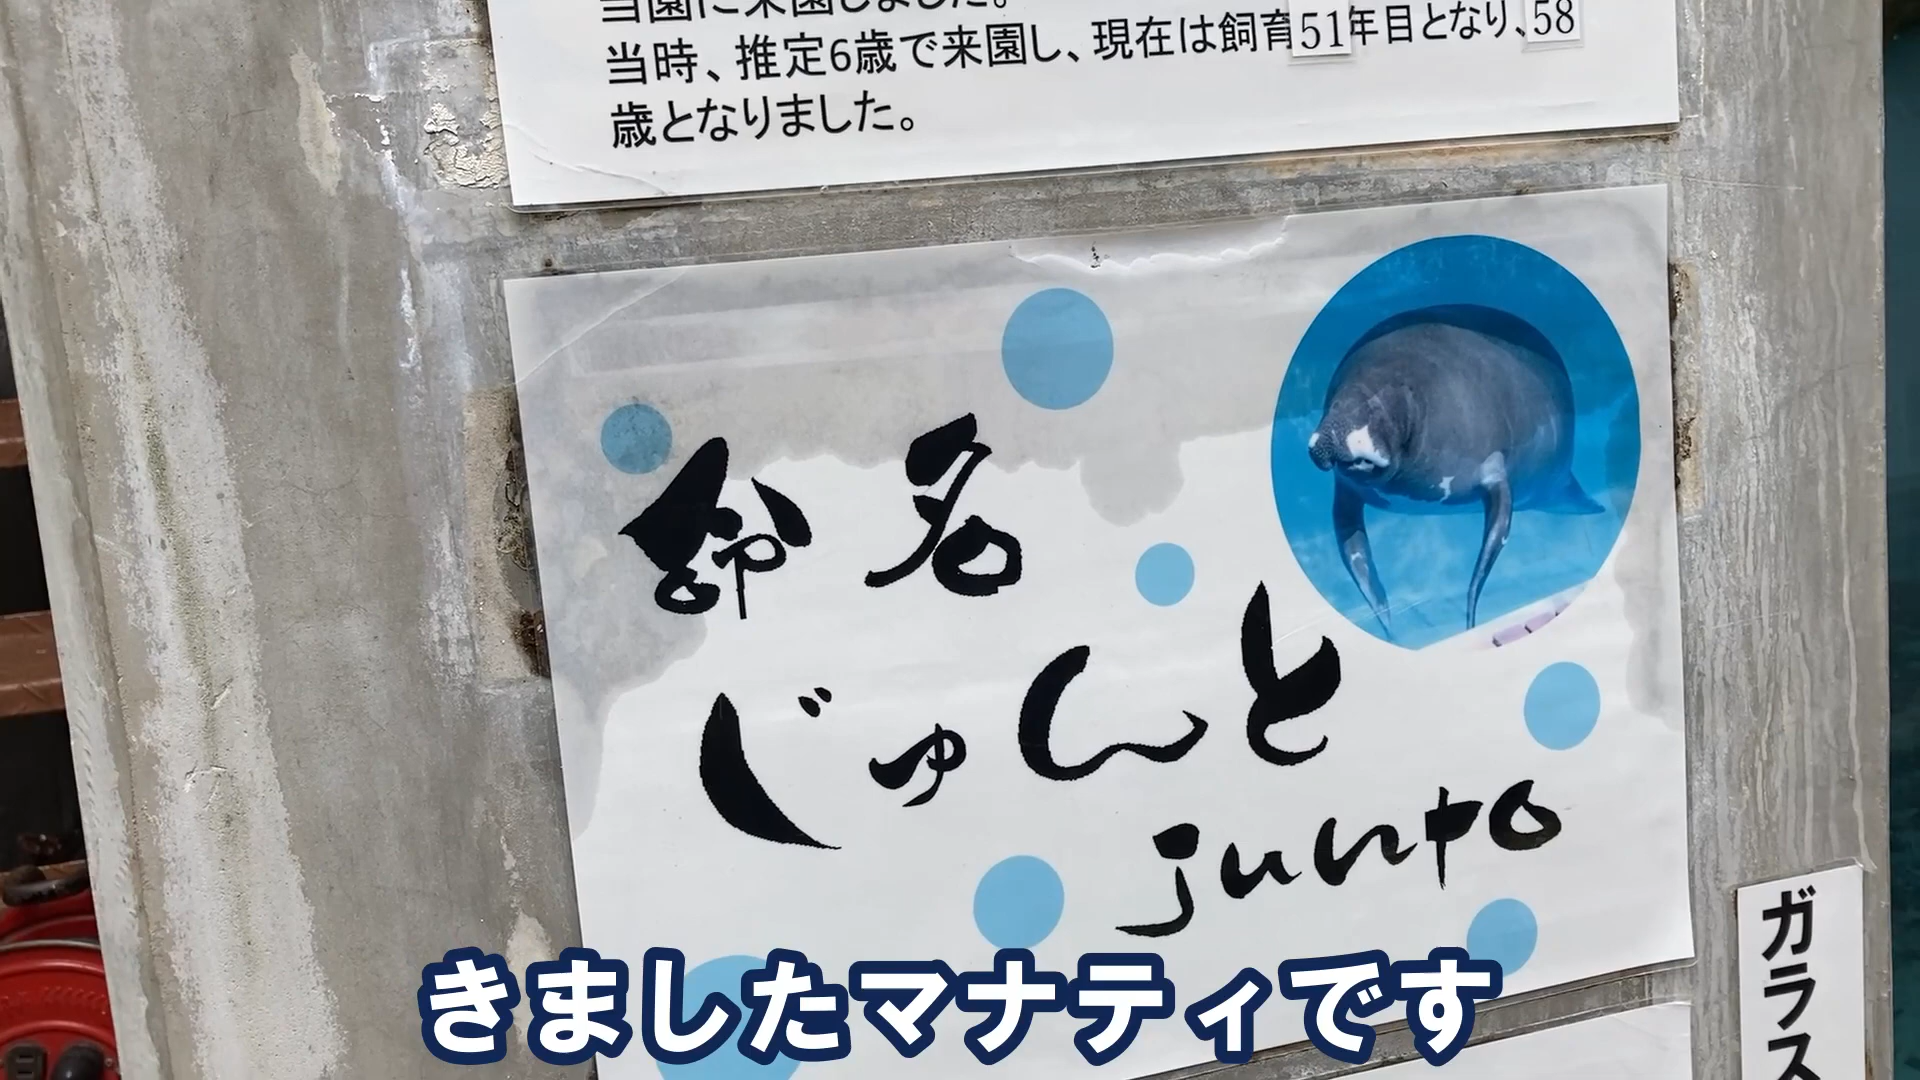 当園に来園しました。
当時、推定6歳で来園し、現在は飼育51年目となり、58
歳となりました。
鈴名
じゅんと
junto
ガラス
きましたマナティです